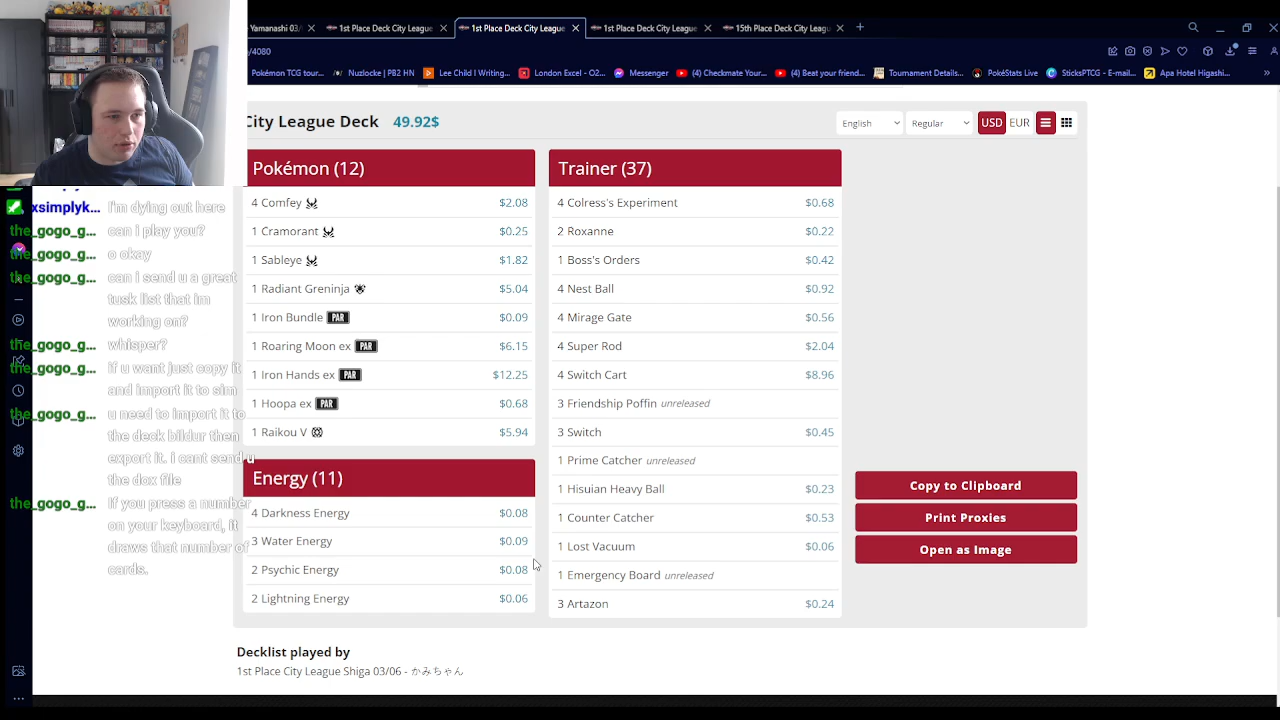 Yamanashi 03/
1st Place Deck City League
1st Place Deck City League
1st Place Deck City League
15th Place Deck City Leagu
/4080
Pokémon TCG tour...
Nuzlocke | PB2 HN
Lee Child | Writing...
London Excel - O2...
Messenger
(4) Checkmate Your...
(4) Beat your friend...
Tournament Details...
PokéStats Live
SticksPTCG - E-mail...
Apa Hotel Higashi...
City League Deck 49.92$
English
Regular
USD EUR
Pokémon (12)
4 Comfey $2.08
1 Cramorant $0.25
1 Sableye $1.82
1 Radiant Greninja $5.04
1 Iron Bundle PAR $0.09
1 Roaring Moon ex PAR $6.15
1 Iron Hands ex PAR $12.25
1 Hoopa ex PAR $0.68
1 Raikou V $5.94
Energy (11)
4 Darkness Energy $0.08
3 Water Energy $0.09
2 Psychic Energy $0.08
2 Lightning Energy $0.06
Trainer (37)
4 Colress's Experiment $0.68
2 Roxanne $0.22
1 Boss's Orders $0.42
4 Nest Ball $0.92
4 Mirage Gate $0.56
4 Super Rod $2.04
4 Switch Cart $8.96
3 Friendship Poffin unreleased
3 Switch $0.45
1 Prime Catcher unreleased
1 Hisuian Heavy Ball $0.23
1 Counter Catcher $0.53
1 Lost Vacuum $0.06
1 Emergency Board unreleased
3 Artazon $0.24
Copy to Clipboard
Print Proxies
Open as Image
Decklist played by
1st Place City League Shiga 03/06 - かみちゃん
xsimplyk... I'm dying out here
the_gogo_g... can i play you?
the_gogo_g... o okay
the_gogo_g... can i send u a great
tusk list that im
working on?
the_gogo_g... whisper?
the_gogo_g... if u want just copy it
and import it to sim
the_gogo_g... u need to import it to
the deck bildur then
export it. i cant send u
the dox file
the_gogo_g... If you press a number
on your keyboard, it
draws that number of
cards.